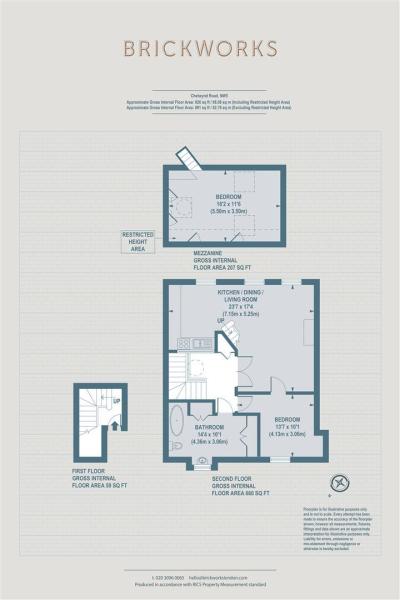 BRICKWORKS
Chetwynd Road, NW5
Approximate Gross Internal Floor Area: 926 sq ft / 86.08 sq m (Including Restricted Height Area)
Approximate Gross Internal Floor Area: 891 sq ft / 82.78 sq m (Excluding Restricted Height Area)
BEDROOM
18'2 x 11'6
(5.50m x 3.50m)
RESTRICTED
HEIGHT
AREA
MEZZANINE
GROSS INTERNAL
FLOOR AREA 207 SQ FT
KITCHEN / DINING /
LIVING ROOM
23'7 x 17'4
(7.15m x 5.25m)
UP
UP
BEDROOM
13'7 x 10'1
(4.13m x 3.06m)
BATHROOM
14'4 x 10'1
(4.36m x 3.06m)
FIRST FLOOR
GROSS INTERNAL
FLOOR AREA 59 SQ FT
SECOND FLOOR
GROSS INTERNAL
FLOOR AREA 660 SQ FT
Floorplan is for illustrative purposes only
and is not to scale. Every attempt has been
made to ensure the accuracy of the floorplan
shown, however all measurements, fixtures,
fittings and data shown are an approximate
interpretation for illustrative purposes only.
Liability for errors, omissions or
mis-statement through negligence or
otherwise is hereby excluded.
t: 020 3096 0065 hello@brickworkslondon.com
Measured in accordance with RICS Property Measurement standard